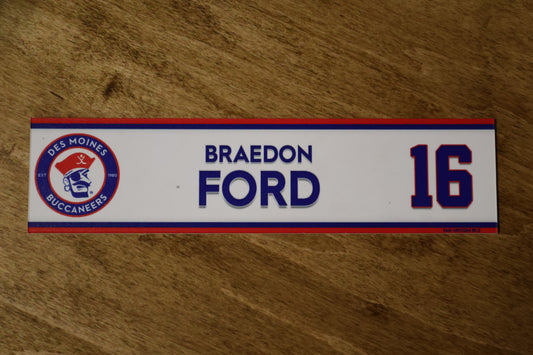 DES MOINES
EST 1980
BUCCANEERS
BRAEDON
FORD
16